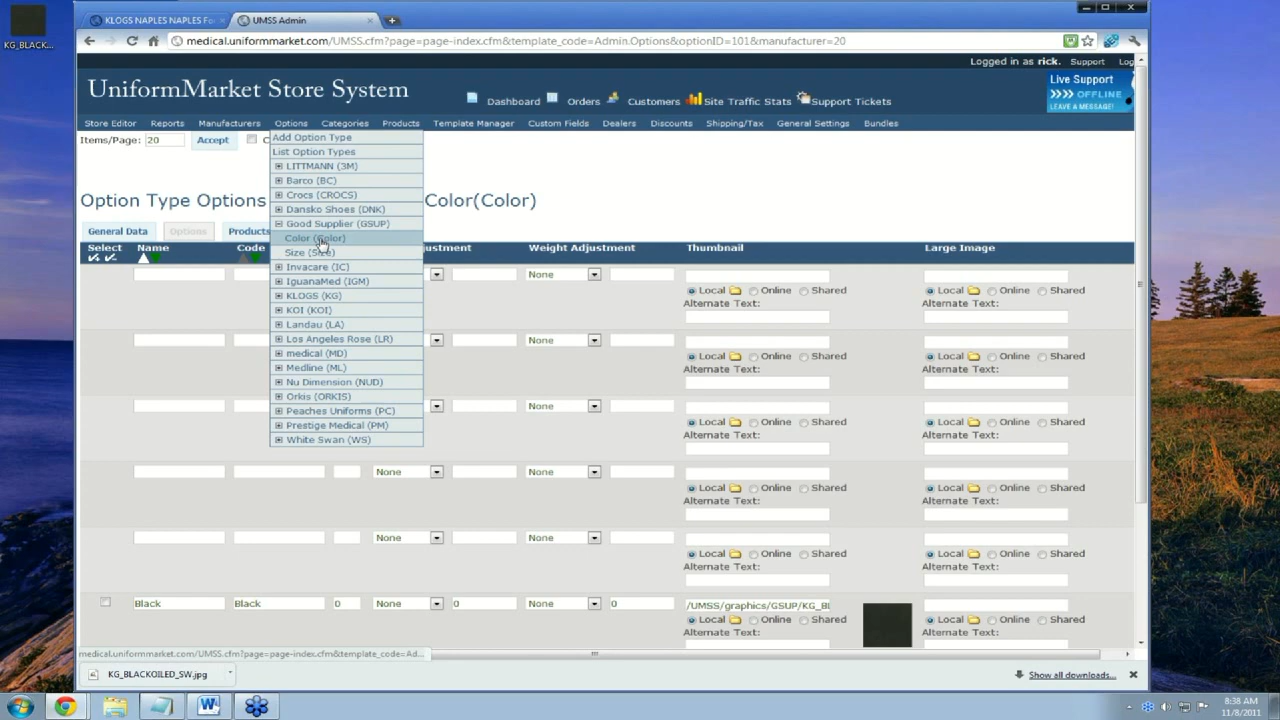 KG_BLACK...
KLOGS NAPLES NAPLES Fo
UMSS Admin
medical.uniformmarket.com/UMSS.cfm?page=page-index.cfm&template_code=Admin.Options&optionID=101&manufacturer=20
Logged in as rick. Support Log
UniformMarket Store System
Dashboard Orders Customers Site Traffic Stats Support Tickets
Live Support
>>>> OFFLINE
LEAVE A MESSAGE!
Store Editor Reports Manufacturers Options Categories Products Template Manager Custom Fields Dealers Discounts Shipping/Tax General Settings Bundles
Items/Page: 20 Accept C
Add Option Type
List Option Types
LITTMANN (3M)
Barco (BC)
Crocs (CROCS)
Dansko Shoes (DNK)
Good Supplier (GSUP)
Color (Color)
Size (Size)
Invacare (IC)
IguanaMed (IGM)
KLOGS (KG)
KOI (KOI)
Landau (LA)
Los Angeles Rose (LR)
medical (MD)
Medline (ML)
Nu Dimension (NUD)
Orkis (ORKIS)
Peaches Uniforms (PC)
Prestige Medical (PM)
White Swan (WS)
Option Type Options Color(Color)
General Data Options Products
Select Name Code ustment Weight Adjustment Thumbnail Large Image
None
Local Online Shared Local Online Shared
Alternate Text: Alternate Text:
None
Local Online Shared Local Online Shared
Alternate Text: Alternate Text:
None
Local Online Shared Local Online Shared
Alternate Text: Alternate Text:
None None
Local Online Shared Local Online Shared
Alternate Text: Alternate Text:
None None
Local Online Shared Local Online Shared
Alternate Text: Alternate Text:
Black Black 0 None 0 None 0 /UMSS/graphics/GSUP/KG_BL
Local Online Shared Local Online Shared
Alternate Text: Alternate Text:
medical.uniformmarket.com/UMSS.cfm?page=page-index.cfm&template_code=Ad...
KG_BLACKOILED_SW.jpg
Show all downloads...
8:38 AM
11/8/2011